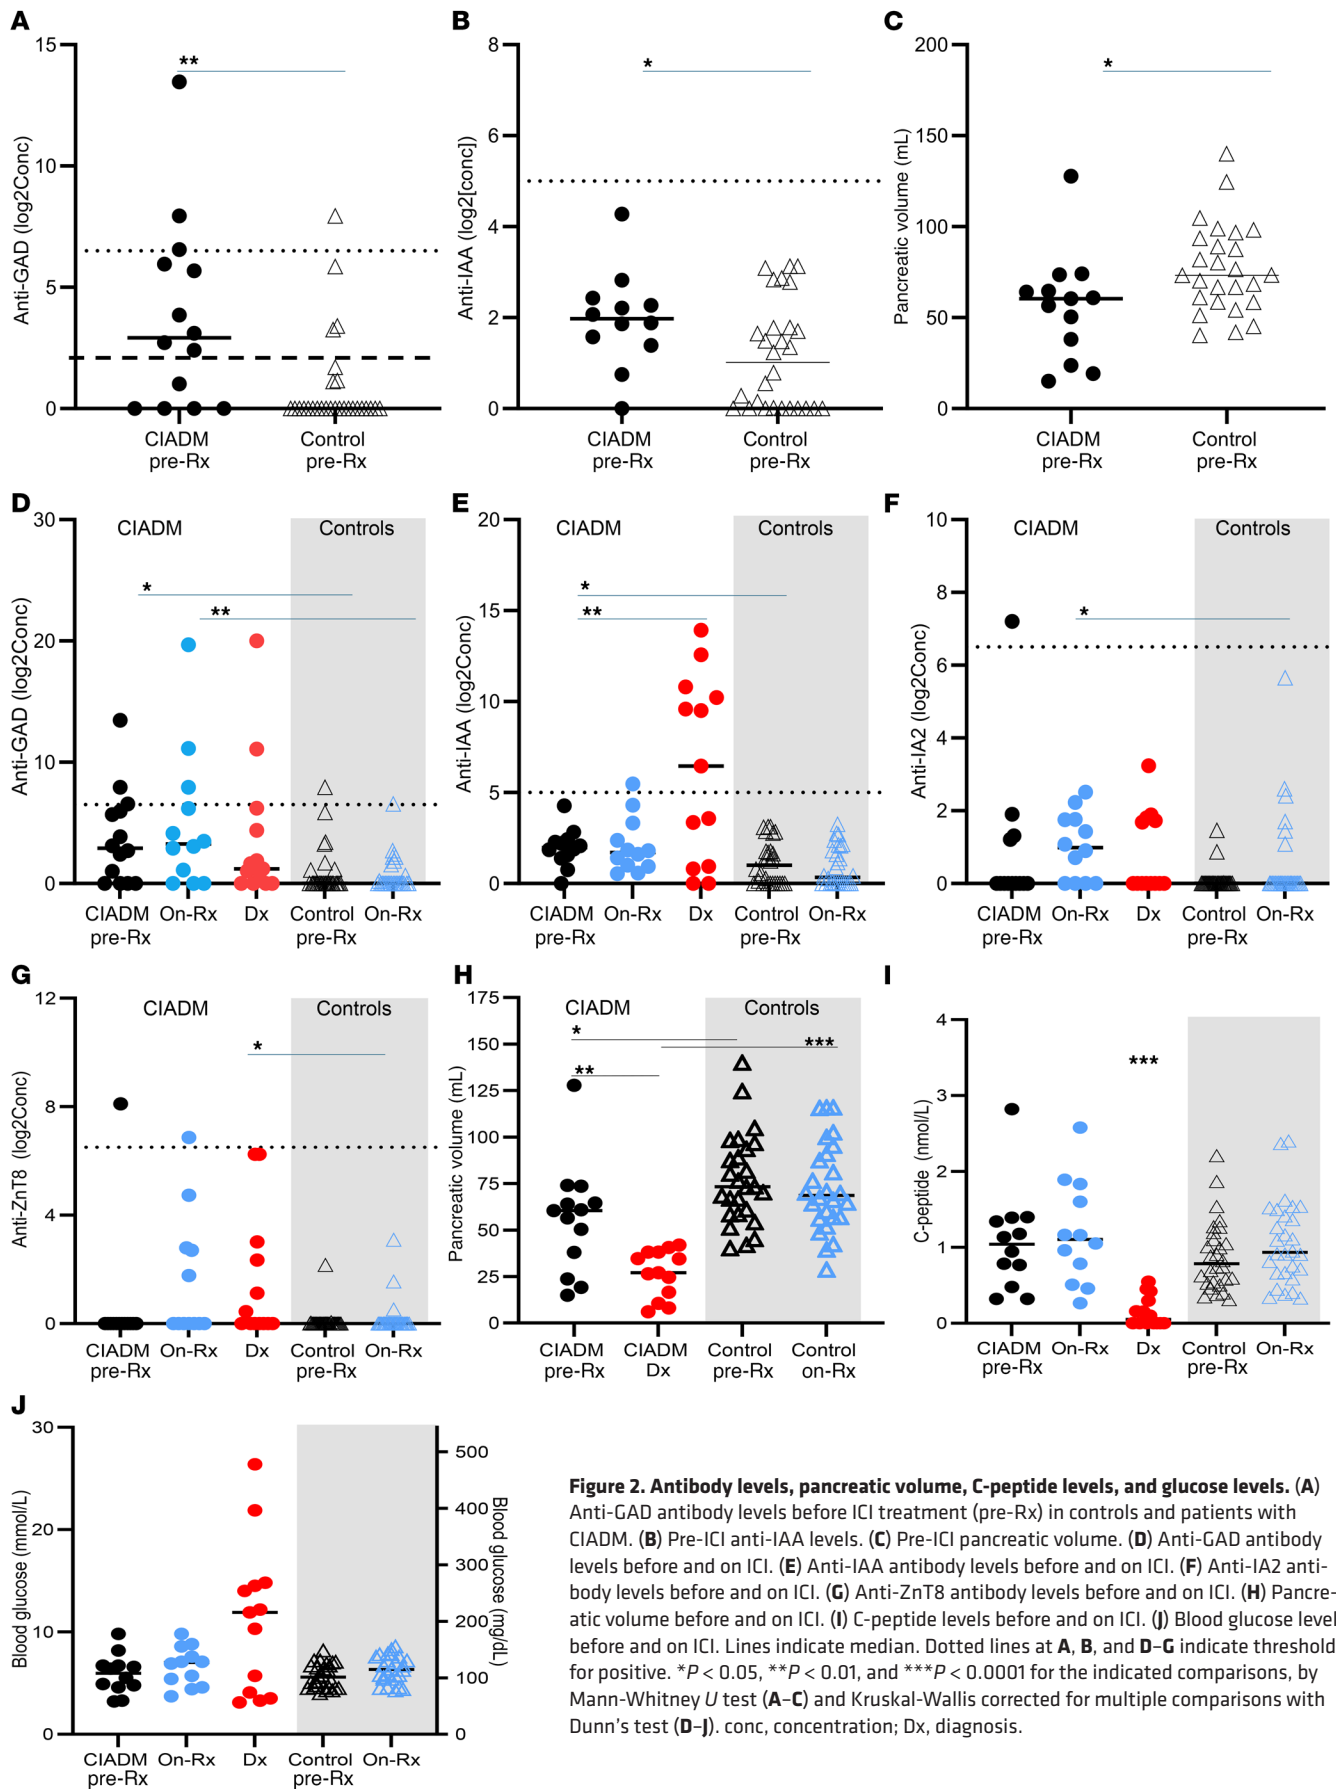 A
15
10
5
0
Anti-GAD (log2Conc)
**
CIADM
pre-Rx
Control
pre-Rx
B
8
6
4
2
0
Anti-IAA (log2[conc])
*
CIADM
pre-Rx
Control
pre-Rx
C
200
150
100
50
0
Pancreatic volume (mL)
*
CIADM
pre-Rx
Control
pre-Rx
D
30
20
10
0
Anti-GAD (log2Conc)
CIADM
Controls
*
**
CIADM
pre-Rx
On-Rx
Dx
Control
pre-Rx
On-Rx
E
20
15
10
5
0
Anti-IAA (log2Conc)
CIADM
Controls
*
**
CIADM
pre-Rx
On-Rx
Dx
Control
pre-Rx
On-Rx
F
10
8
6
4
2
0
Anti-IA2 (log2Conc)
CIADM
Controls
*
CIADM
pre-Rx
On-Rx
Dx
Control
pre-Rx
On-Rx
G
12
8
4
0
Anti-ZnT8 (log2Conc)
CIADM
Controls
*
CIADM
pre-Rx
On-Rx
Dx
Control
pre-Rx
On-Rx
H
175
150
125
100
75
50
25
0
Pancreatic volume (mL)
CIADM
Controls
*
***
**
CIADM
pre-Rx
CIADM
Dx
Control
pre-Rx
Control
on-Rx
I
4
3
2
1
0
C-peptide (nmol/L)
***
CIADM
pre-Rx
On-Rx
Dx
Control
pre-Rx
On-Rx
J
30
20
10
0
Blood glucose (mmol/L)
500
400
300
200
100
0
Blood glucose (mg/dL)
CIADM
pre-Rx
On-Rx
Dx
Control
pre-Rx
On-Rx
Figure 2. Antibody levels, pancreatic volume, C-peptide levels, and glucose levels. (A)
Anti-GAD antibody levels before ICI treatment (pre-Rx) in controls and patients with
CIADM. (B) Pre-ICI anti-IAA levels. (C) Pre-ICI pancreatic volume. (D) Anti-GAD antibody
levels before and on ICI. (E) Anti-IAA antibody levels before and on ICI. (F) Anti-IA2 anti-
body levels before and on ICI. (G) Anti-ZnT8 antibody levels before and on ICI. (H) Pancre-
atic volume before and on ICI. (I) C-peptide levels before and on ICI. (J) Blood glucose level
before and on ICI. Lines indicate median. Dotted lines at A, B, and D–G indicate threshold
for positive. *P < 0.05, **P < 0.01, and ***P < 0.0001 for the indicated comparisons, by
Mann-Whitney U test (A–C) and Kruskal-Wallis corrected for multiple comparisons with
Dunn's test (D–J). conc, concentration; Dx, diagnosis.